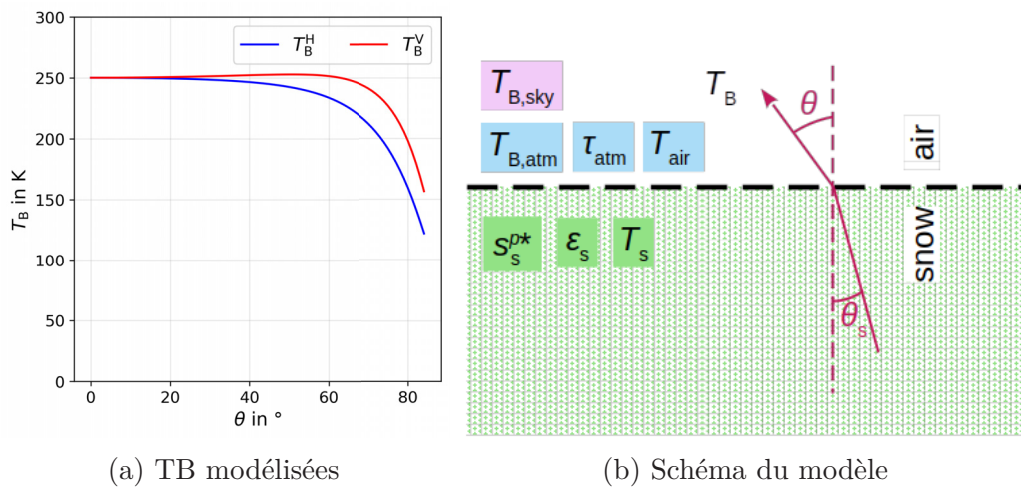 300
250
200
150
100
50
0
T_B in K
T_B^H
T_B^V
0
20
40
60
80
θ in °
(a) TB modélisées
T_B,sky
T_B,atm
τ_atm
T_air
s_s^p*
ε_s
T_s
T_B
θ
θ_s
air
snow
(b) Schéma du modèle